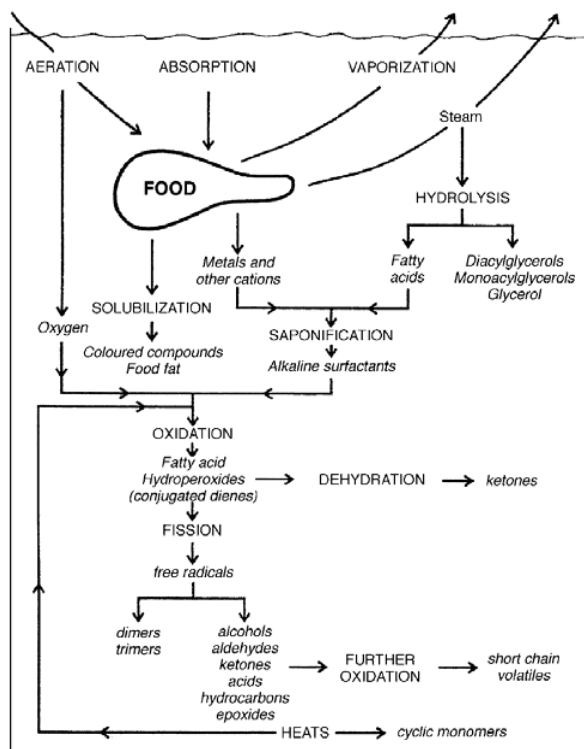 AERATION
ABSORPTION
VAPORIZATION
Steam
FOOD
HYDROLYSIS
Metals and
other cations
Fatty
acids
Diacylglycerols
Monoacylglycerols
Glycerol
SOLUBILIZATION
Oxygen
SAPONIFICATION
Coloured compounds
Food fat
Alkaline surfactants
OXIDATION
Fatty acid
Hydroperoxides
(conjugated dienes)
DEHYDRATION
ketones
FISSION
free radicals
dimers
trimers
alcohols
aldehydes
ketones
acids
hydrocarbons
epoxides
FURTHER
OXIDATION
short chain
volatiles
HEATS
cyclic monomers